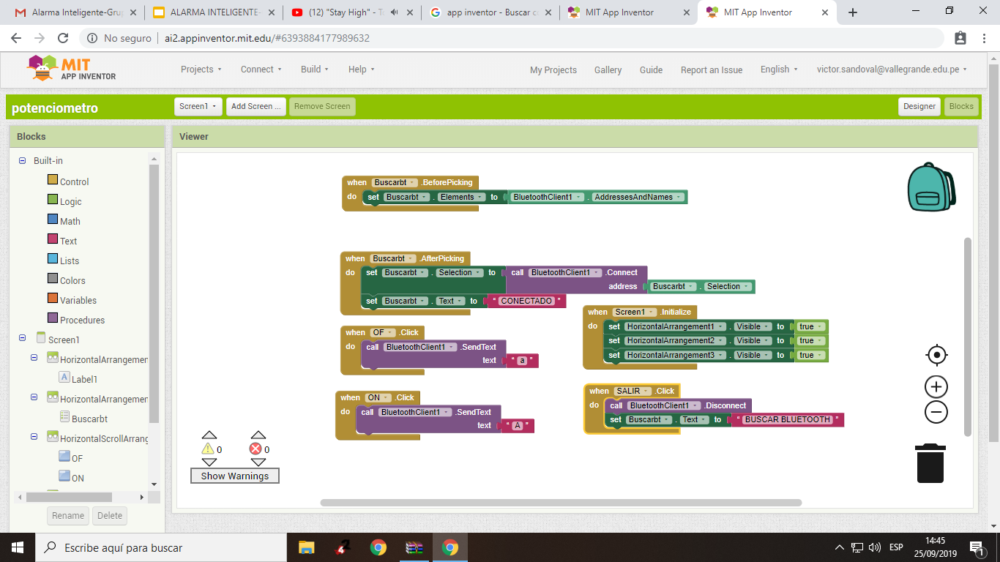 Alarma Inteligente-Gru
ALARMA INTELIGENTE-
(12) "Stay High" - To
app inventor - Buscar c
MIT App Inventor
MIT App Inventor
No seguro | ai2.appinventor.mit.edu/#6393884177989632
MIT
APP INVENTOR
Projects
Connect
Build
Help
My Projects
Gallery
Guide
Report an Issue
English
victor.sandoval@vallegrande.edu.pe
potenciometro
Screen1
Add Screen ...
Remove Screen
Designer
Blocks
Blocks
Viewer
Built-in
Control
Logic
Math
Text
Lists
Colors
Variables
Procedures
Screen1
HorizontalArrangemen
Label1
HorizontalArrangemen
Buscarbt
HorizontalScrollArrang
OF
ON
Rename
Delete
when Buscarbt .BeforePicking
do set Buscarbt . Elements to BluetoothClient1 . AddressesAndNames
when Buscarbt .AfterPicking
do set Buscarbt . Selection to call BluetoothClient1 .Connect
address Buscarbt . Selection
set Buscarbt . Text to " CONECTADO "
when OF .Click
do call BluetoothClient1 .SendText
text " a "
when ON .Click
do call BluetoothClient1 .SendText
text " A "
when Screen1 .Initialize
do set HorizontalArrangement1 . Visible to true
set HorizontalArrangement2 . Visible to true
set HorizontalArrangement3 . Visible to true
when SALIR .Click
do call BluetoothClient1 .Disconnect
set Buscarbt . Text to " BUSCAR BLUETOOTH "
0
0
Show Warnings
Escribe aquí para buscar
ESP
14:45
25/09/2019
1